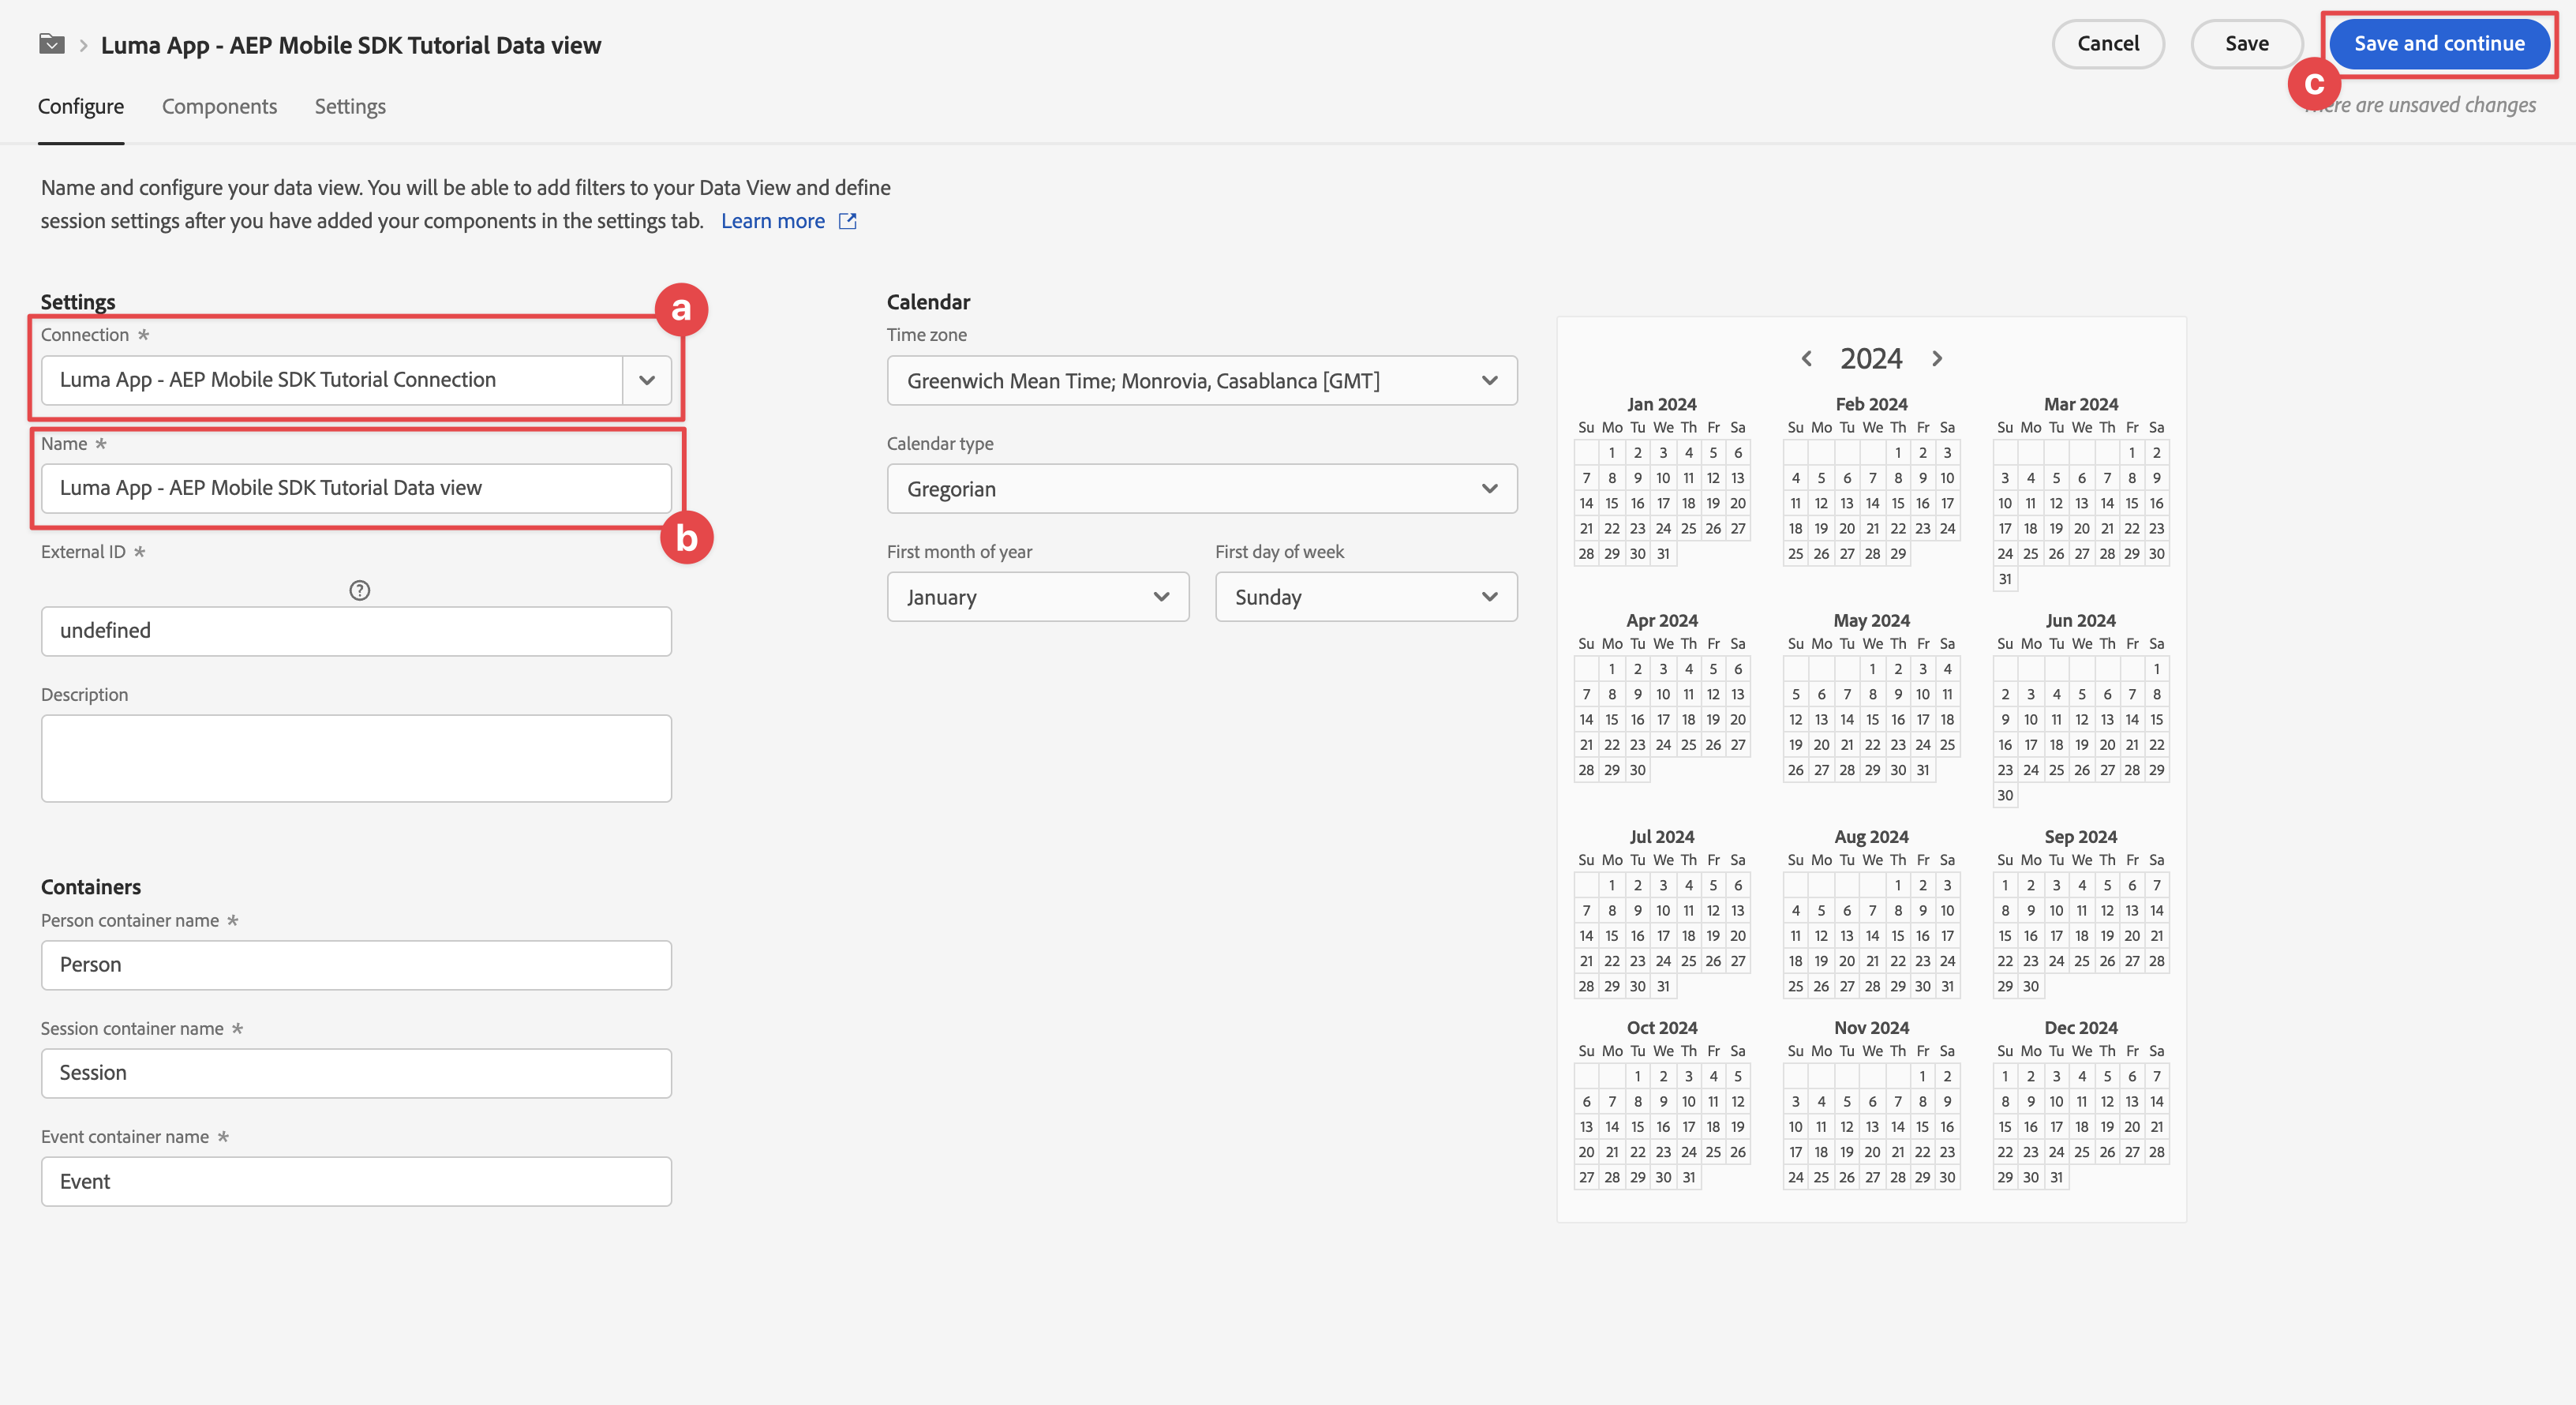 Luma App - AEP Mobile SDK Tutorial Data view
Cancel
Save
Save and continue
c
Configure
Components
Settings
ere are unsaved changes
Name and configure your data view. You will be able to add filters to your Data View and define
session settings after you have added your components in the settings tab. Learn more
Settings
a
Connection *
Luma App - AEP Mobile SDK Tutorial Connection
Name *
Luma App - AEP Mobile SDK Tutorial Data view
b
External ID *
?
undefined
Description
Containers
Person container name *
Person
Session container name *
Session
Event container name *
Event
Calendar
Time zone
Greenwich Mean Time; Monrovia, Casablanca [GMT]
Calendar type
Gregorian
First month of year
January
First day of week
Sunday
2024
Jan 2024
Su Mo Tu We Th Fr Sa
1 2 3 4 5 6
7 8 9 10 11 12 13
14 15 16 17 18 19 20
21 22 23 24 25 26 27
28 29 30 31
Feb 2024
Su Mo Tu We Th Fr Sa
1 2 3
4 5 6 7 8 9 10
11 12 13 14 15 16 17
18 19 20 21 22 23 24
25 26 27 28 29
Mar 2024
Su Mo Tu We Th Fr Sa
1 2
3 4 5 6 7 8 9
10 11 12 13 14 15 16
17 18 19 20 21 22 23
24 25 26 27 28 29 30
31
Apr 2024
Su Mo Tu We Th Fr Sa
1 2 3 4 5 6
7 8 9 10 11 12 13
14 15 16 17 18 19 20
21 22 23 24 25 26 27
28 29 30
May 2024
Su Mo Tu We Th Fr Sa
1 2 3 4
5 6 7 8 9 10 11
12 13 14 15 16 17 18
19 20 21 22 23 24 25
26 27 28 29 30 31
Jun 2024
Su Mo Tu We Th Fr Sa
1
2 3 4 5 6 7 8
9 10 11 12 13 14 15
16 17 18 19 20 21 22
23 24 25 26 27 28 29
30
Jul 2024
Su Mo Tu We Th Fr Sa
1 2 3 4 5 6
7 8 9 10 11 12 13
14 15 16 17 18 19 20
21 22 23 24 25 26 27
28 29 30 31
Aug 2024
Su Mo Tu We Th Fr Sa
1 2 3
4 5 6 7 8 9 10
11 12 13 14 15 16 17
18 19 20 21 22 23 24
25 26 27 28 29 30 31
Sep 2024
Su Mo Tu We Th Fr Sa
1 2 3 4 5 6 7
8 9 10 11 12 13 14
15 16 17 18 19 20 21
22 23 24 25 26 27 28
29 30
Oct 2024
Su Mo Tu We Th Fr Sa
1 2 3 4 5
6 7 8 9 10 11 12
13 14 15 16 17 18 19
20 21 22 23 24 25 26
27 28 29 30 31
Nov 2024
Su Mo Tu We Th Fr Sa
1 2
3 4 5 6 7 8 9
10 11 12 13 14 15 16
17 18 19 20 21 22 23
24 25 26 27 28 29 30
Dec 2024
Su Mo Tu We Th Fr Sa
1 2 3 4 5 6 7
8 9 10 11 12 13 14
15 16 17 18 19 20 21
22 23 24 25 26 27 28
29 30 31